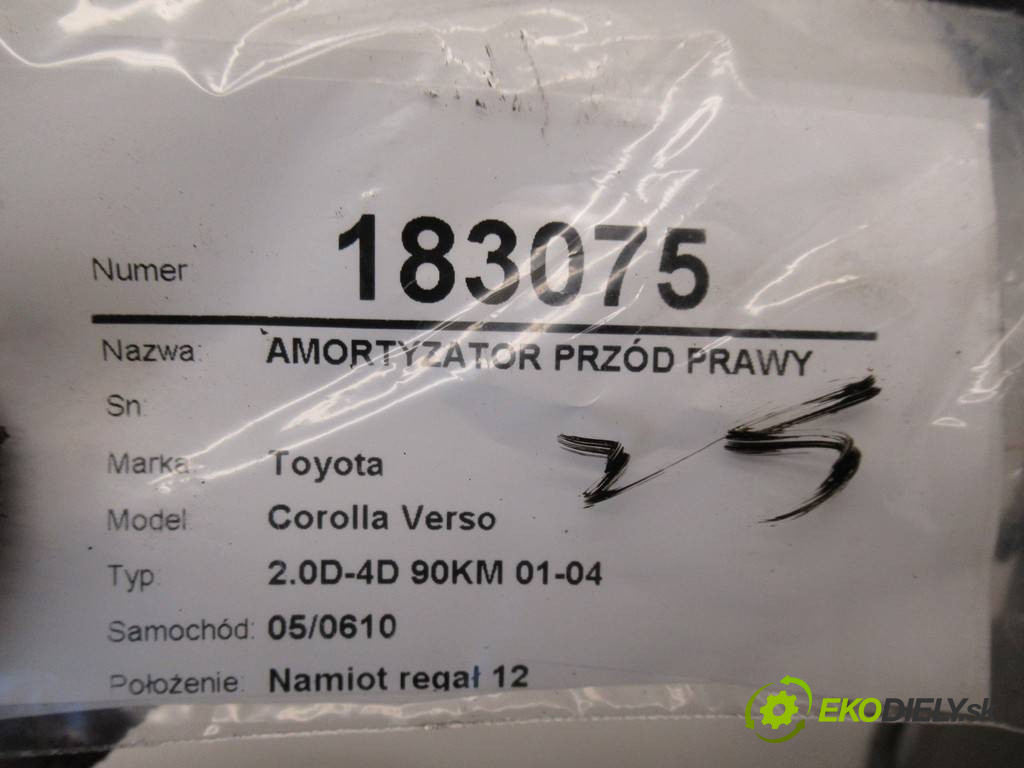 Numer 183075
Nazwa: AMORTYZATOR PRZÓD PRAWY
Sn:
25
Marka: Toyota
Model: Corolla Verso
Typ: 2.0D-4D 90KM 01-04
Samochód: 05/0610
Położenie: Namiot regał 12
EKODIELY.sk